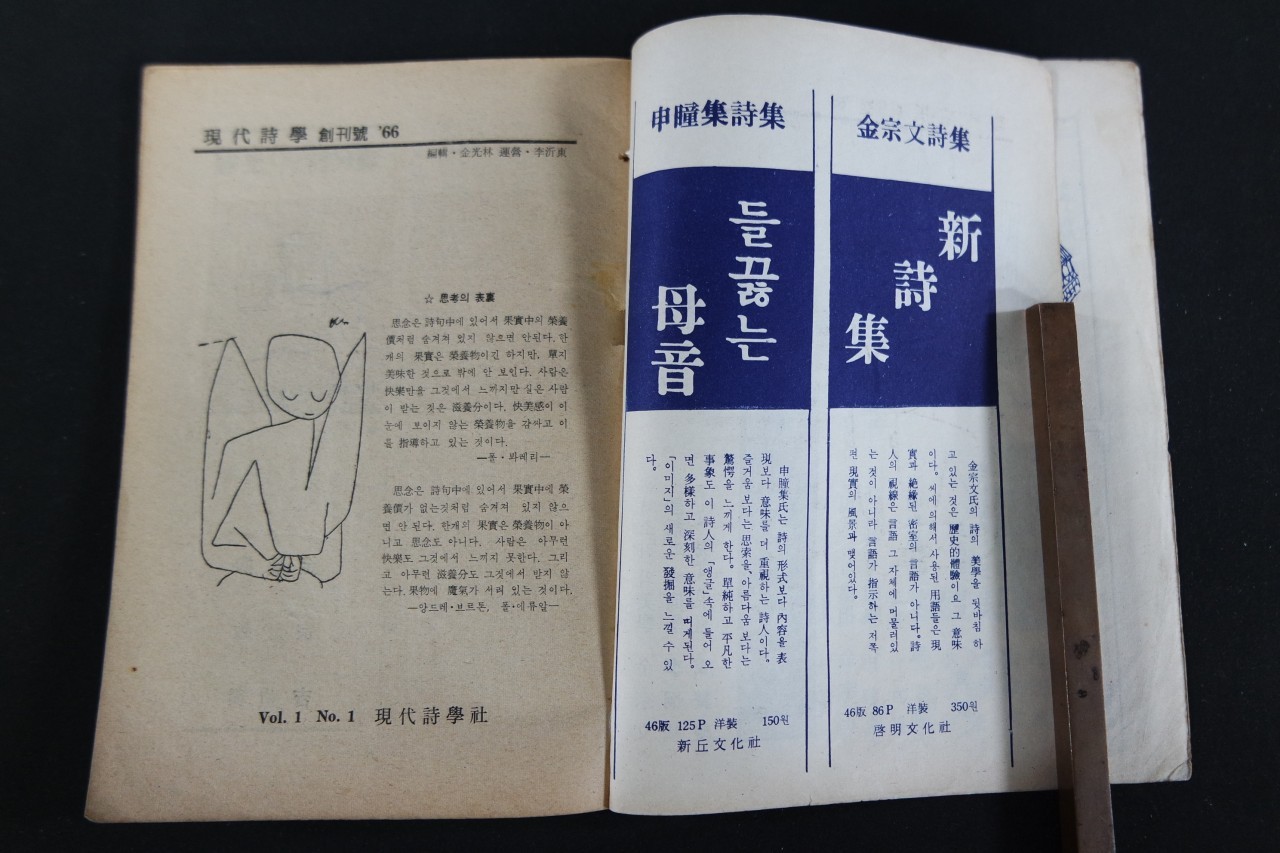 現代詩學 創刊號 '66
編輯·金光林 運營·李沂東
☆ 思考의 表裏
思念은 詩句中에 있어서 果實中의 榮養
價처럼 숨겨져 있지 않으면 안된다. 한
개의 果實은 榮養物이긴 하지만, 單지
美味한 것으로 밖에 안 보인다. 사람은
快樂만을 그것에서 느끼지만 실은 사람
이 받는 것은 滋養分이다. 快美感이 이
눈에 보이지 않는 榮養物을 감싸고 이
를 指導하고 있는 것이다.
—폴·봐레리—
思念은 詩句中에 있어서 果實中에 榮
養價가 없는것처럼 숨겨져 있지 않으
면 안 된다. 한개의 果實은 榮養物이 아
니고 思念도 아니다. 사람은 아무런
快樂도 그것에서 느끼지 못한다. 그리
고 아무런 滋養分도 그것에서 받지 않
는다. 果物에 魔氣가 서려 있는 것이다.
—앙드레·브르톤, 폴·에류알—
Vol. 1 No. 1 現代詩學社
申瞳集詩集
들끓는
母音
申瞳集氏는 詩의 形式보다 內容을 表
現보다 意味를 더 重視하는 詩人이다.
즐거움 보다는 思索을, 아름다움 보다는
驚愕을 느끼게 한다. 單純하고 平凡한
事象도 이 詩人의 「앵글」속에 들어 오
면 多樣하고 深刻한 意味를 띠게된다.
「이미지」의 새로운 發掘을 느낄 수 있
다.
46版 125P 洋裝 150원
新丘文化社
金宗文詩集
新詩集
金宗文氏의 詩의 美學을 뒷바침 하
고 있는 것은 歷史的體驗이요 그 意味
이다. 씨에 의해서 사용된 用語들은 現
實과 絶緣된 密室의 言語가 아니다. 詩
人의 視線은 言語 그 자체에 머물러있
는 것이 아니라 言語가 指示하는 저쪽
편 現實의 風景과 맺어있다.
46版 86P 洋裝 350원
啓明文化社